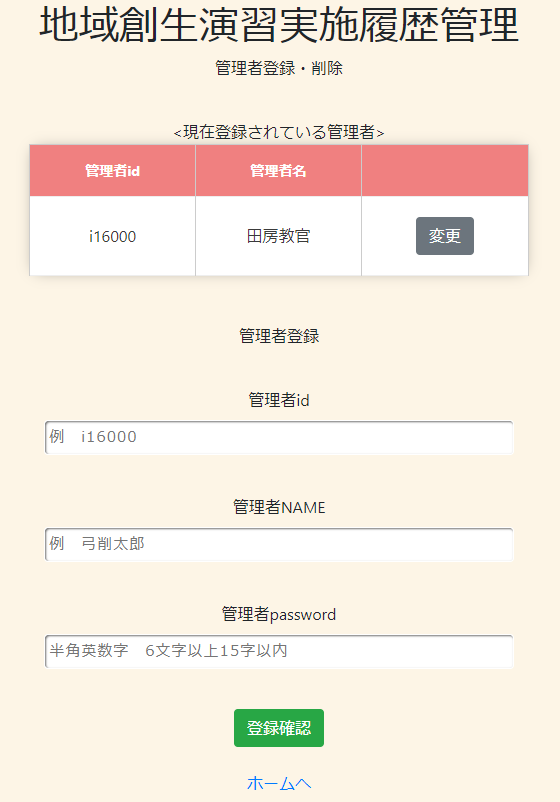 地域創生演習実施履歴管理
管理者登録・削除
<現在登録されている管理者>
管理者id 管理者名
i16000 田房教官 変更
管理者登録
管理者id
例　i16000
管理者NAME
例　弓削太郎
管理者password
半角英数字　6文字以上15字以内
登録確認
ホームへ